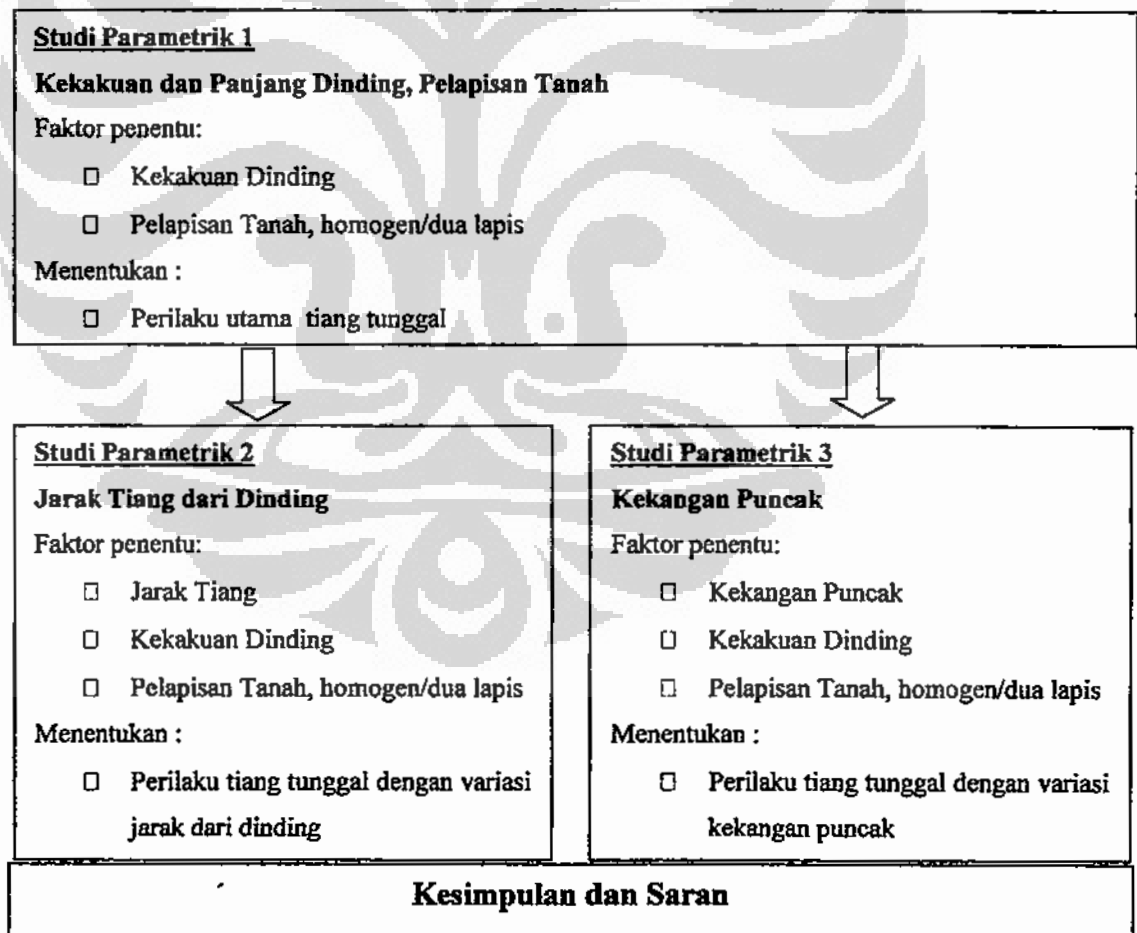 Studi Parametrik 1
Kekakuan dan Panjang Dinding, Pelapisan Tanah
Faktor penentu:
Kekakuan Dinding
Pelapisan Tanah, homogen/dua lapis
Menentukan :
Perilaku utama tiang tunggal
Studi Parametrik 2
Jarak Tiang dari Dinding
Faktor penentu:
Jarak Tiang
Kekakuan Dinding
Pelapisan Tanah, homogen/dua lapis
Menentukan :
Perilaku tiang tunggal dengan variasi
jarak dari dinding
Studi Parametrik 3
Kekangan Puncak
Faktor penentu:
Kekangan Puncak
Kekakuan Dinding
Pelapisan Tanah, homogen/dua lapis
Menentukan :
Perilaku tiang tunggal dengan variasi
kekangan puncak
Kesimpulan dan Saran